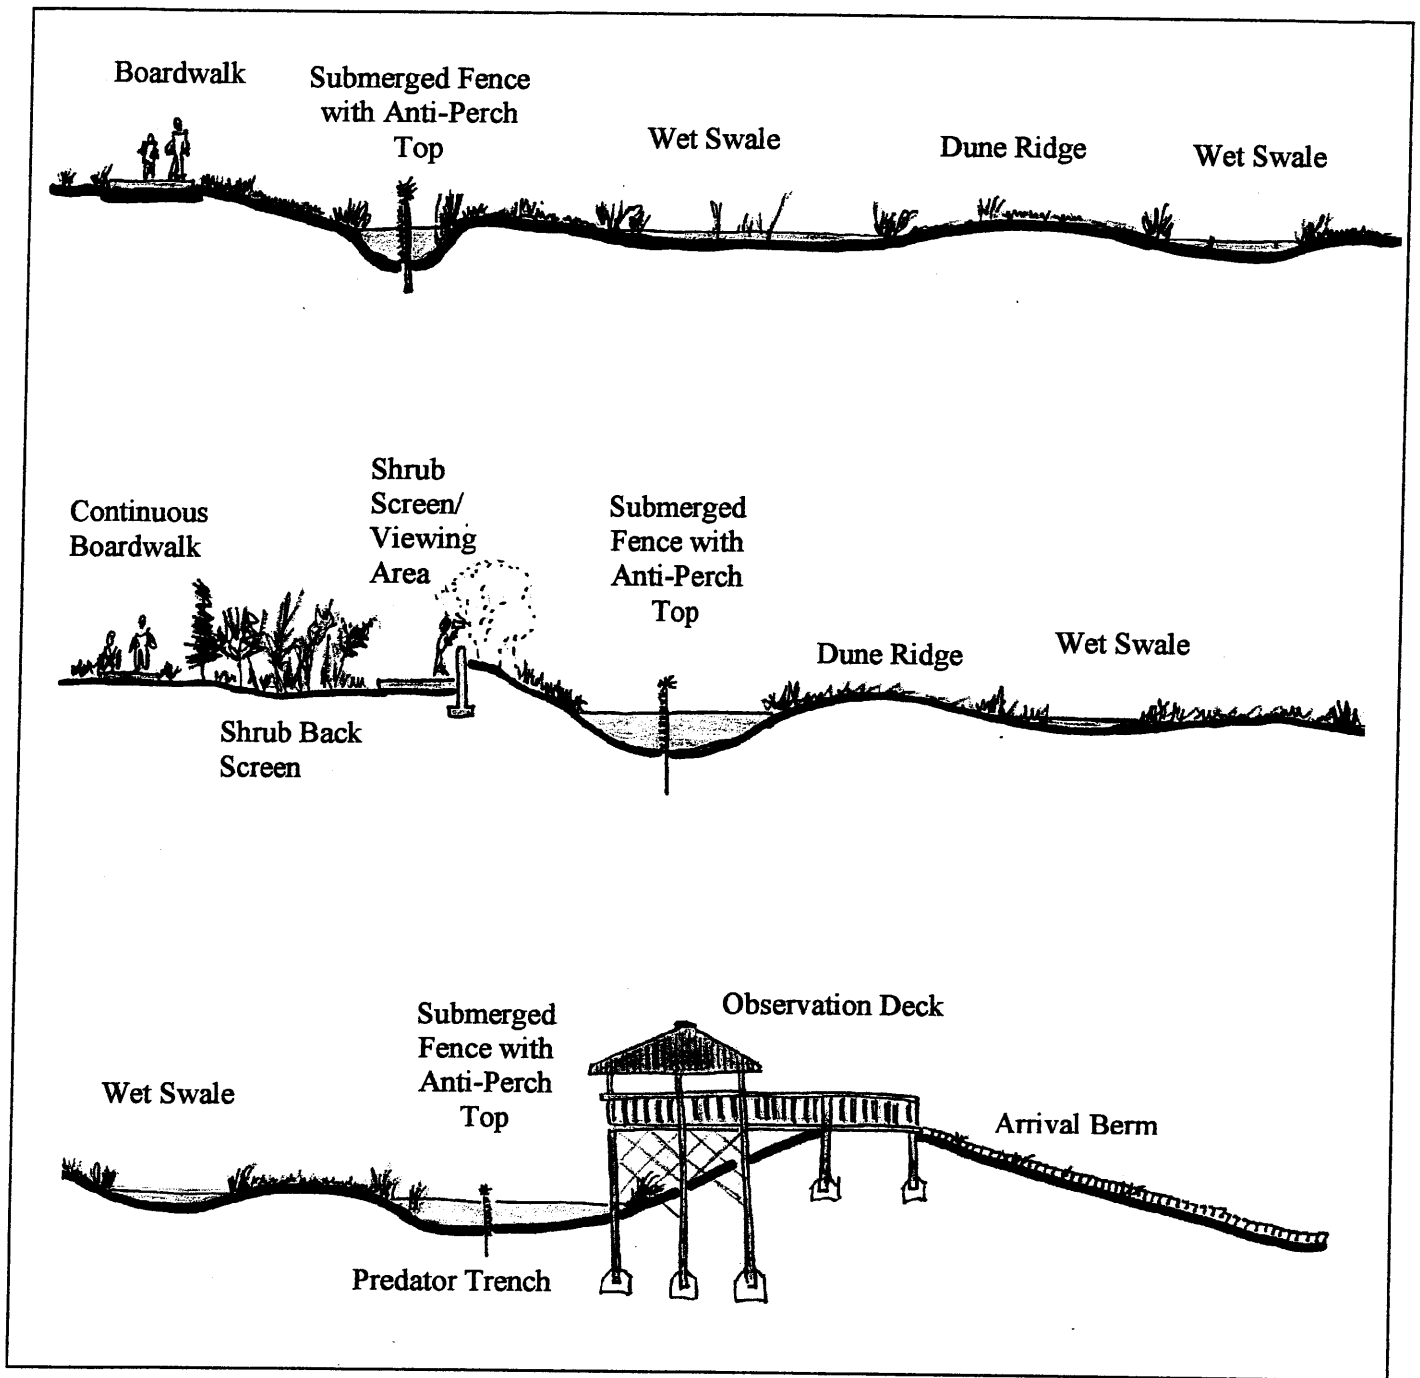 Boardwalk
Submerged Fence
with Anti-Perch
Top
Wet Swale
Dune Ridge
Wet Swale
Continuous
Boardwalk
Shrub
Screen/
Viewing
Area
Submerged
Fence with
Anti-Perch
Top
Dune Ridge
Wet Swale
Shrub Back
Screen
Wet Swale
Submerged
Fence with
Anti-Perch
Top
Observation Deck
Arrival Berm
Predator Trench